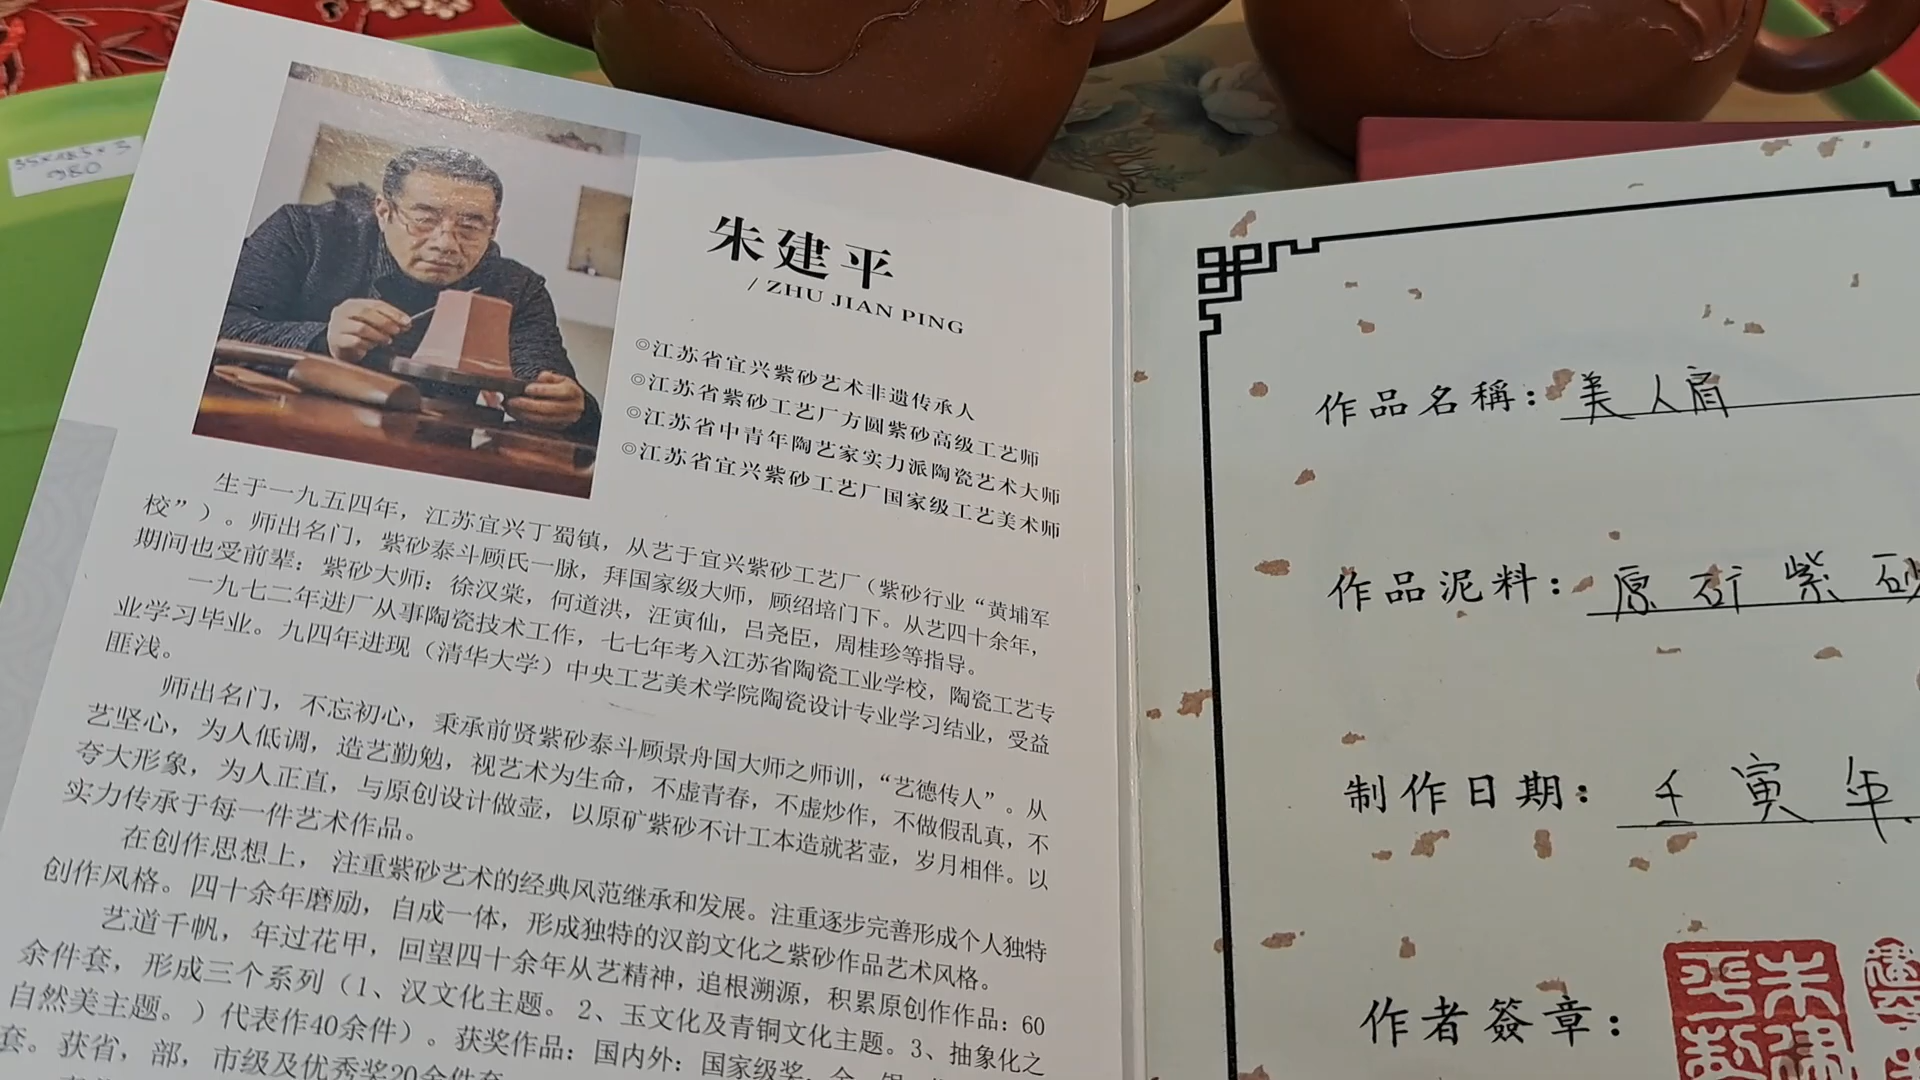 980
朱建平
/ ZHU JIAN PING
◎江苏省宜兴紫砂艺术非遗传承人
◎江苏省紫砂工艺厂方圆紫砂高级工艺师
◎江苏省中青年陶艺家实力派陶瓷艺术大师
◎江苏省宜兴紫砂工艺厂国家级工艺美术师
生于一九五四年，江苏宜兴丁蜀镇，从艺于宜兴紫砂工艺厂（紫砂行业“黄埔军
校”）。师出名门，紫砂泰斗顾氏一脉，拜国家级大师，顾绍培门下。从艺四十余年，
期间也受前辈：紫砂大师：徐汉棠，何道洪，汪寅仙，吕尧臣，周桂珍等指导。
一九七二年进厂从事陶瓷技术工作，七七年考入江苏省陶瓷工业学校，陶瓷工艺专
业学习毕业。九四年进现（清华大学）中央工艺美术学院陶瓷设计专业学习结业，受益
匪浅。
师出名门，不忘初心，秉承前贤紫砂泰斗顾景舟国大师之师训，“艺德传人”。从
艺坚心，为人低调，造艺勤勉，视艺术为生命，不虚青春，不虚炒作，不做假乱真，不
夸大形象，为人正直，与原创设计做壶，以原矿紫砂不计工本造就茗壶，岁月相伴。以
实力传承于每一件艺术作品。
在创作思想上，注重紫砂艺术的经典风范继承和发展。注重逐步完善形成个人独特
创作风格。四十余年磨励，自成一体，形成独特的汉韵文化之紫砂作品艺术风格。
艺道千帆，年过花甲，回望四十余年从艺精神，追根溯源，积累原创作作品：60
余件套，形成三个系列（1、汉文化主题。2、玉文化及青铜文化主题。3、抽象化之
自然美主题。）代表作40余件）。获奖作品：国内外：国家级奖，金，银
套。获省，部，市级及优秀奖20余件套
作品名稱：美人肩
作品泥料：原矿紫砂
制作日期：壬寅年
作者簽章：